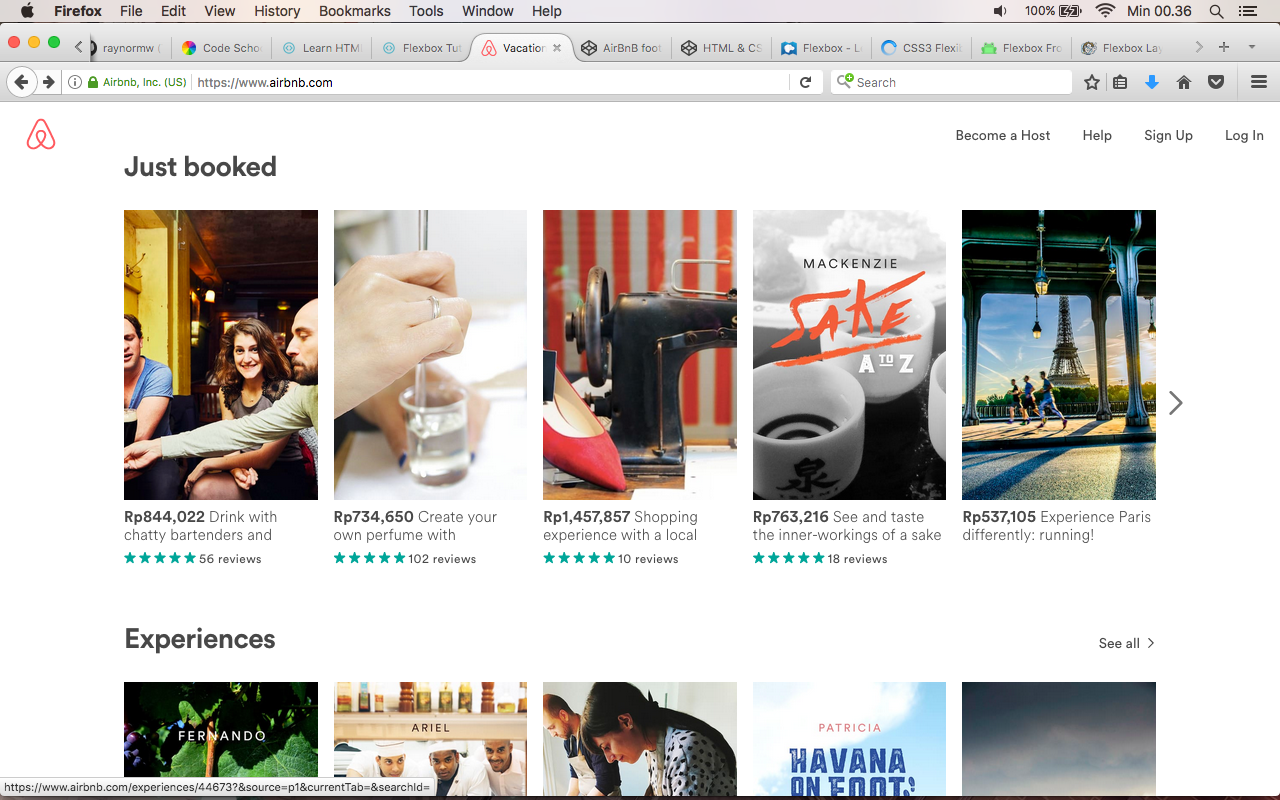 Firefox File Edit View History Bookmarks Tools Window Help 100% Min 00.36
raynormw ( Code Schoo Learn HTML Flexbox Tut Vacation AirBnB foot HTML & CS Flexbox - L CSS3 Flexi Flexbox Fro Flexbox Lay
Airbnb, Inc. (US) https://www.airbnb.com Search
Become a Host Help Sign Up Log In
Just booked
MACKENZIE
SAKE
A TO Z
泉
Rp844,022 Drink with
chatty bartenders and
56 reviews
Rp734,650 Create your
own perfume with
102 reviews
Rp1,457,857 Shopping
experience with a local
10 reviews
Rp763,216 See and taste
the inner-workings of a sake
18 reviews
Rp537,105 Experience Paris
differently: running!
Experiences
See all
FERNANDO
ARIEL
PATRICIA
HAVANA
ON FOOT:
https://www.airbnb.com/experiences/44673?&source=p1&currentTab=&searchId=